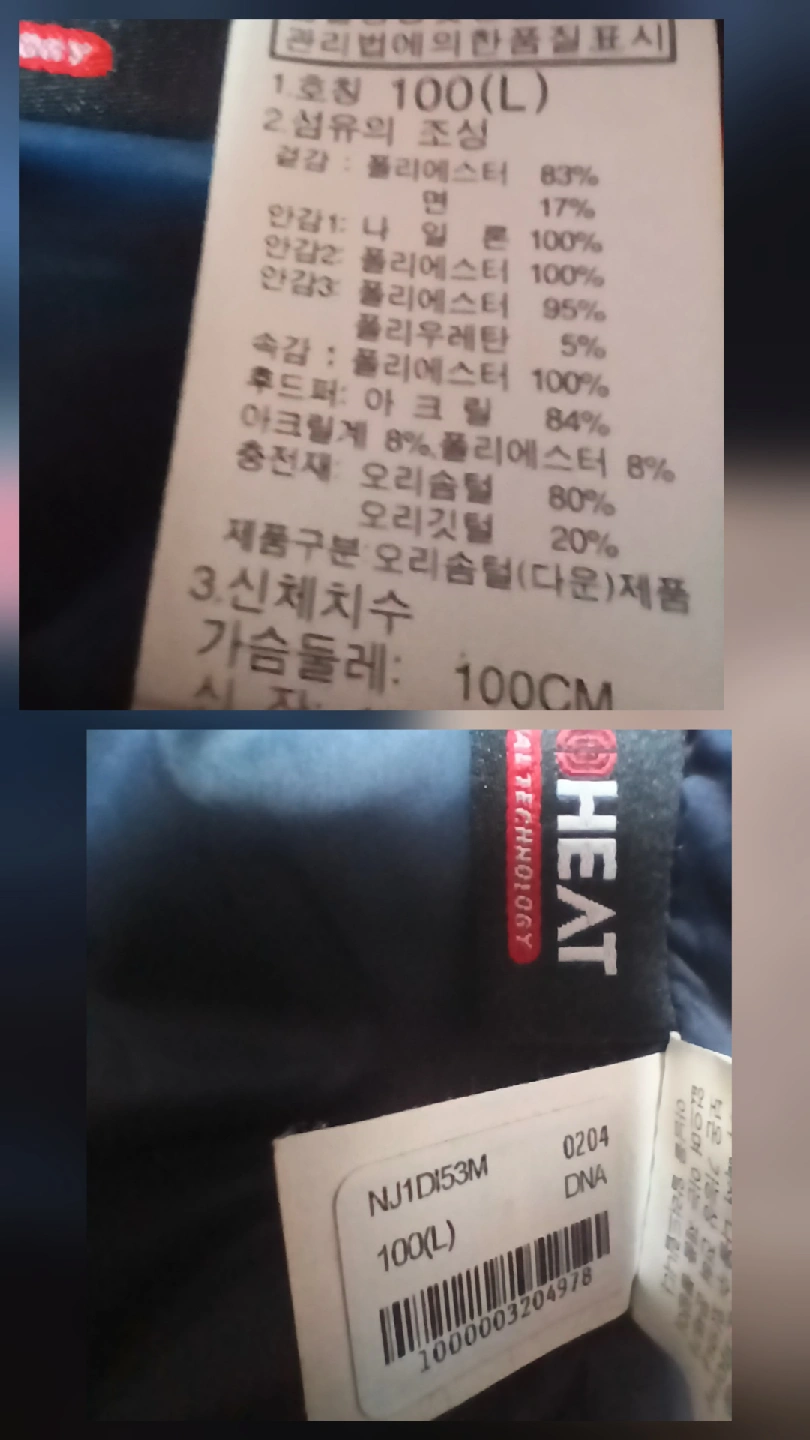 관리법에의한품질표시
1.호칭 100(L)
2.섬유의 조성
겉감 : 폴리에스터 83%
면 17%
안감1: 나 일 론 100%
안감2: 폴리에스터 100%
안감3: 폴리에스터 95%
폴리우레탄 5%
속감 : 폴리에스터 100%
후드퍼: 아 크 릴 84%
아크릴계 8%,폴리에스터 8%
충전재: 오리솜털 80%
오리깃털 20%
제품구분:오리솜털(다운)제품
3.신체치수
가슴둘레: 100CM
HEAT
TECHNOLOGY
NJ1DI53M 0204
100(L) DNA
1000003204978